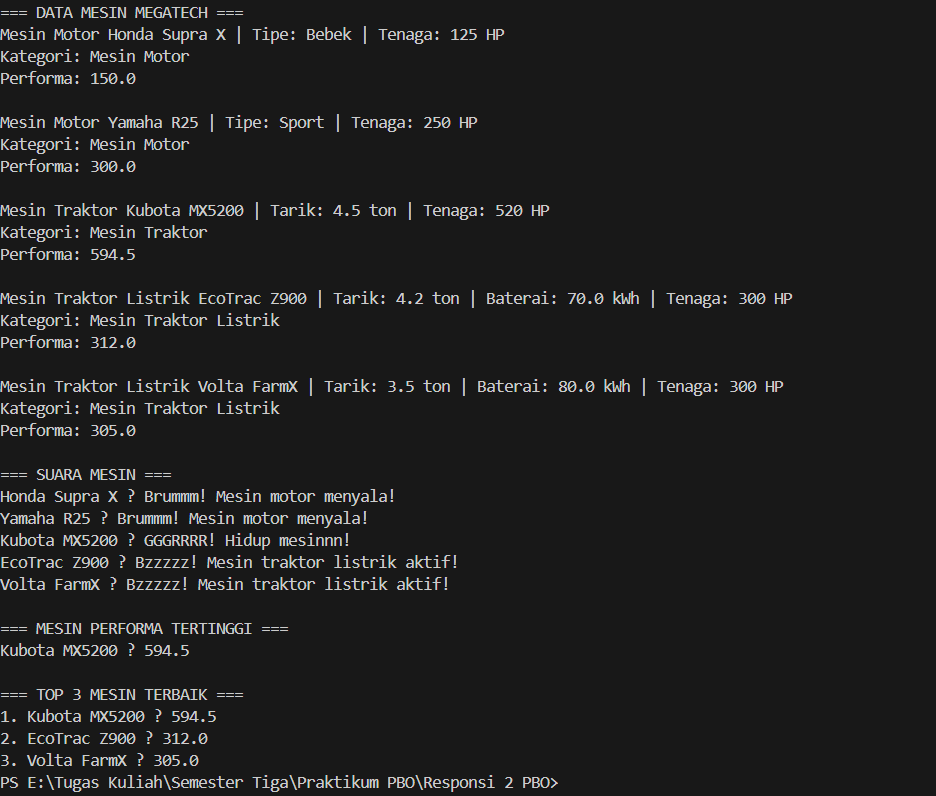 === DATA MESIN MEGATECH ===
Mesin Motor Honda Supra X | Tipe: Bebek | Tenaga: 125 HP
Kategori: Mesin Motor
Performa: 150.0
Mesin Motor Yamaha R25 | Tipe: Sport | Tenaga: 250 HP
Kategori: Mesin Motor
Performa: 300.0
Mesin Traktor Kubota MX5200 | Tarik: 4.5 ton | Tenaga: 520 HP
Kategori: Mesin Traktor
Performa: 594.5
Mesin Traktor Listrik EcoTrac Z900 | Tarik: 4.2 ton | Baterai: 70.0 kWh | Tenaga: 300 HP
Kategori: Mesin Traktor Listrik
Performa: 312.0
Mesin Traktor Listrik Volta FarmX | Tarik: 3.5 ton | Baterai: 80.0 kWh | Tenaga: 300 HP
Kategori: Mesin Traktor Listrik
Performa: 305.0
=== SUARA MESIN ===
Honda Supra X ? Brummm! Mesin motor menyala!
Yamaha R25 ? Brummm! Mesin motor menyala!
Kubota MX5200 ? GGGRRRR! Hidup mesinnn!
EcoTrac Z900 ? Bzzzzz! Mesin traktor listrik aktif!
Volta FarmX ? Bzzzzz! Mesin traktor listrik aktif!
=== MESIN PERFORMA TERTINGGI ===
Kubota MX5200 ? 594.5
=== TOP 3 MESIN TERBAIK ===
1. Kubota MX5200 ? 594.5
2. EcoTrac Z900 ? 312.0
3. Volta FarmX ? 305.0
PS E:\Tugas Kuliah\Semester Tiga\Praktikum PBO\Responsi 2 PBO>